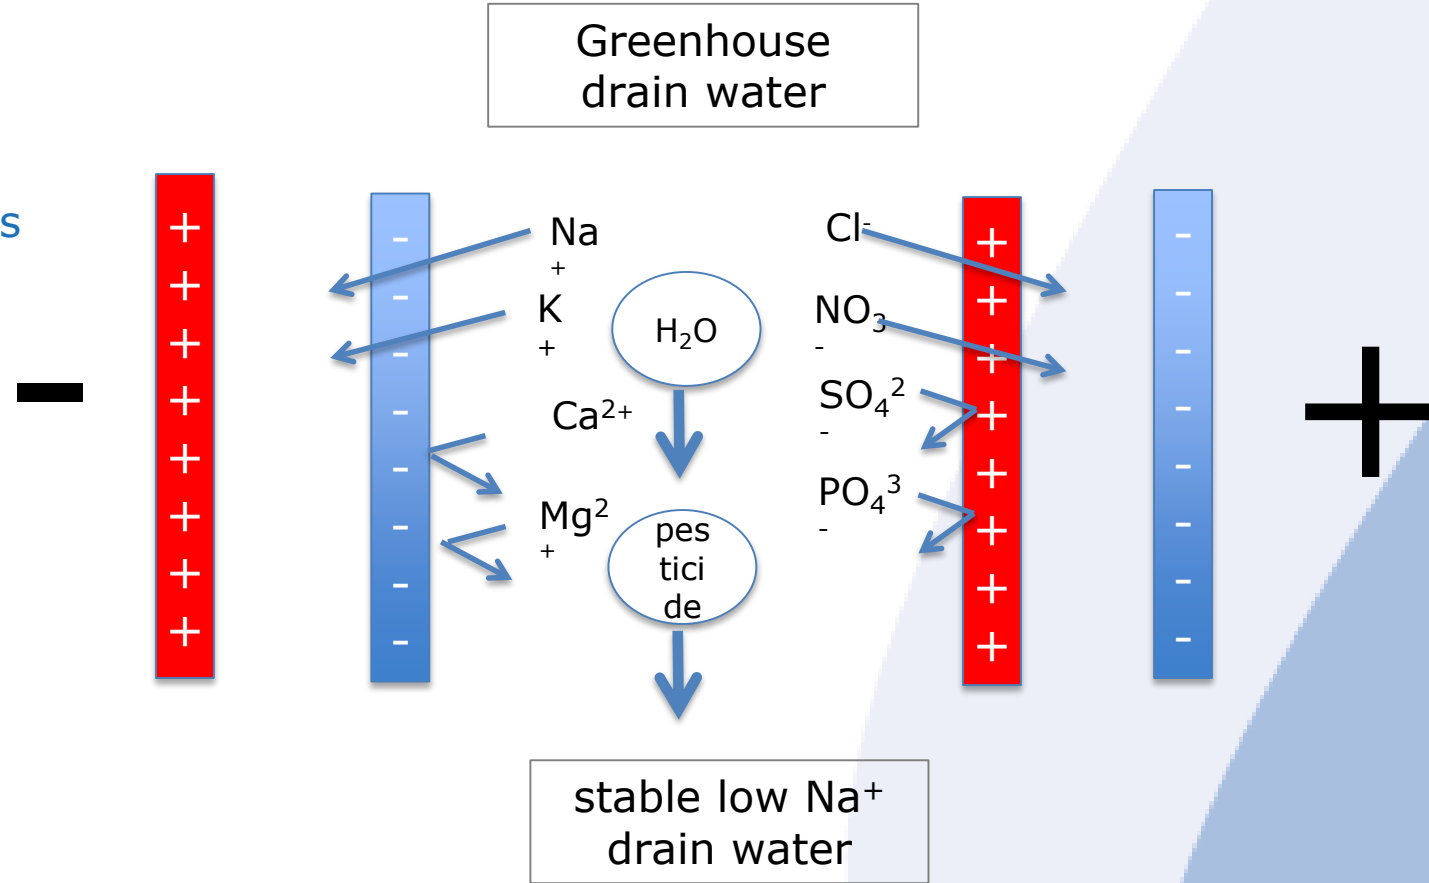 Greenhouse
drain water
s
+
+
+
+
+
+
+
+
-
-
-
-
-
-
-
-
Na
+
K
+
Ca²⁺
Mg²
+
H₂O
pes
tici
de
Cl⁻
NO₃
-
SO₄²
-
PO₄³
-
+
+
+
+
+
+
+
+
-
-
-
-
-
-
-
-
–
+
stable low Na⁺
drain water